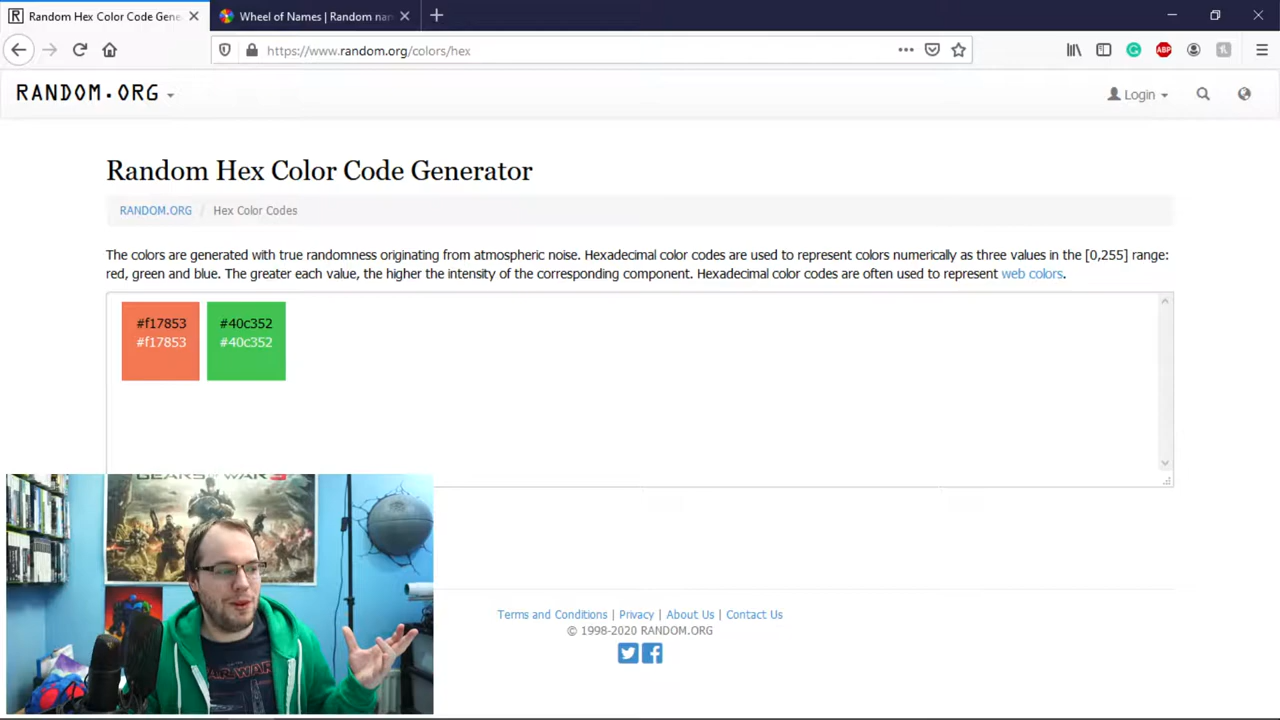 Random Hex Color Code Gene
Wheel of Names | Random nam
https://www.random.org/colors/hex
ABP
RANDOM.ORG
Login
Random Hex Color Code Generator
RANDOM.ORG / Hex Color Codes
The colors are generated with true randomness originating from atmospheric noise. Hexadecimal color codes are used to represent colors numerically as three values in the [0,255] range:
red, green and blue. The greater each value, the higher the intensity of the corresponding component. Hexadecimal color codes are often used to represent web colors.
#f17853 #40c352
#f17853 #40c352
GEARS OF WAR 3
Terms and Conditions | Privacy | About Us | Contact Us
© 1998-2020 RANDOM.ORG